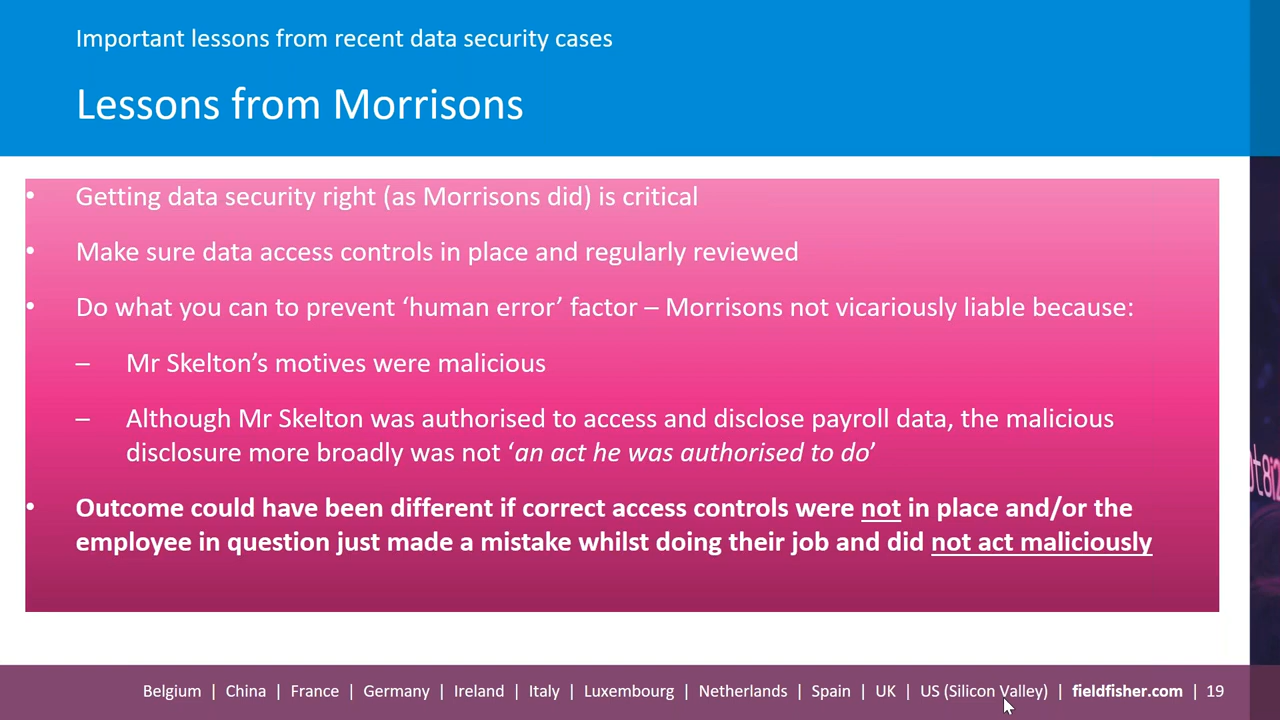 Important lessons from recent data security cases
Lessons from Morrisons
• Getting data security right (as Morrisons did) is critical
• Make sure data access controls in place and regularly reviewed
• Do what you can to prevent ‘human error’ factor – Morrisons not vicariously liable because:
– Mr Skelton’s motives were malicious
– Although Mr Skelton was authorised to access and disclose payroll data, the malicious
disclosure more broadly was not ‘an act he was authorised to do’
• Outcome could have been different if correct access controls were not in place and/or the
employee in question just made a mistake whilst doing their job and did not act maliciously
Belgium | China | France | Germany | Ireland | Italy | Luxembourg | Netherlands | Spain | UK | US (Silicon Valley) | fieldfisher.com | 19